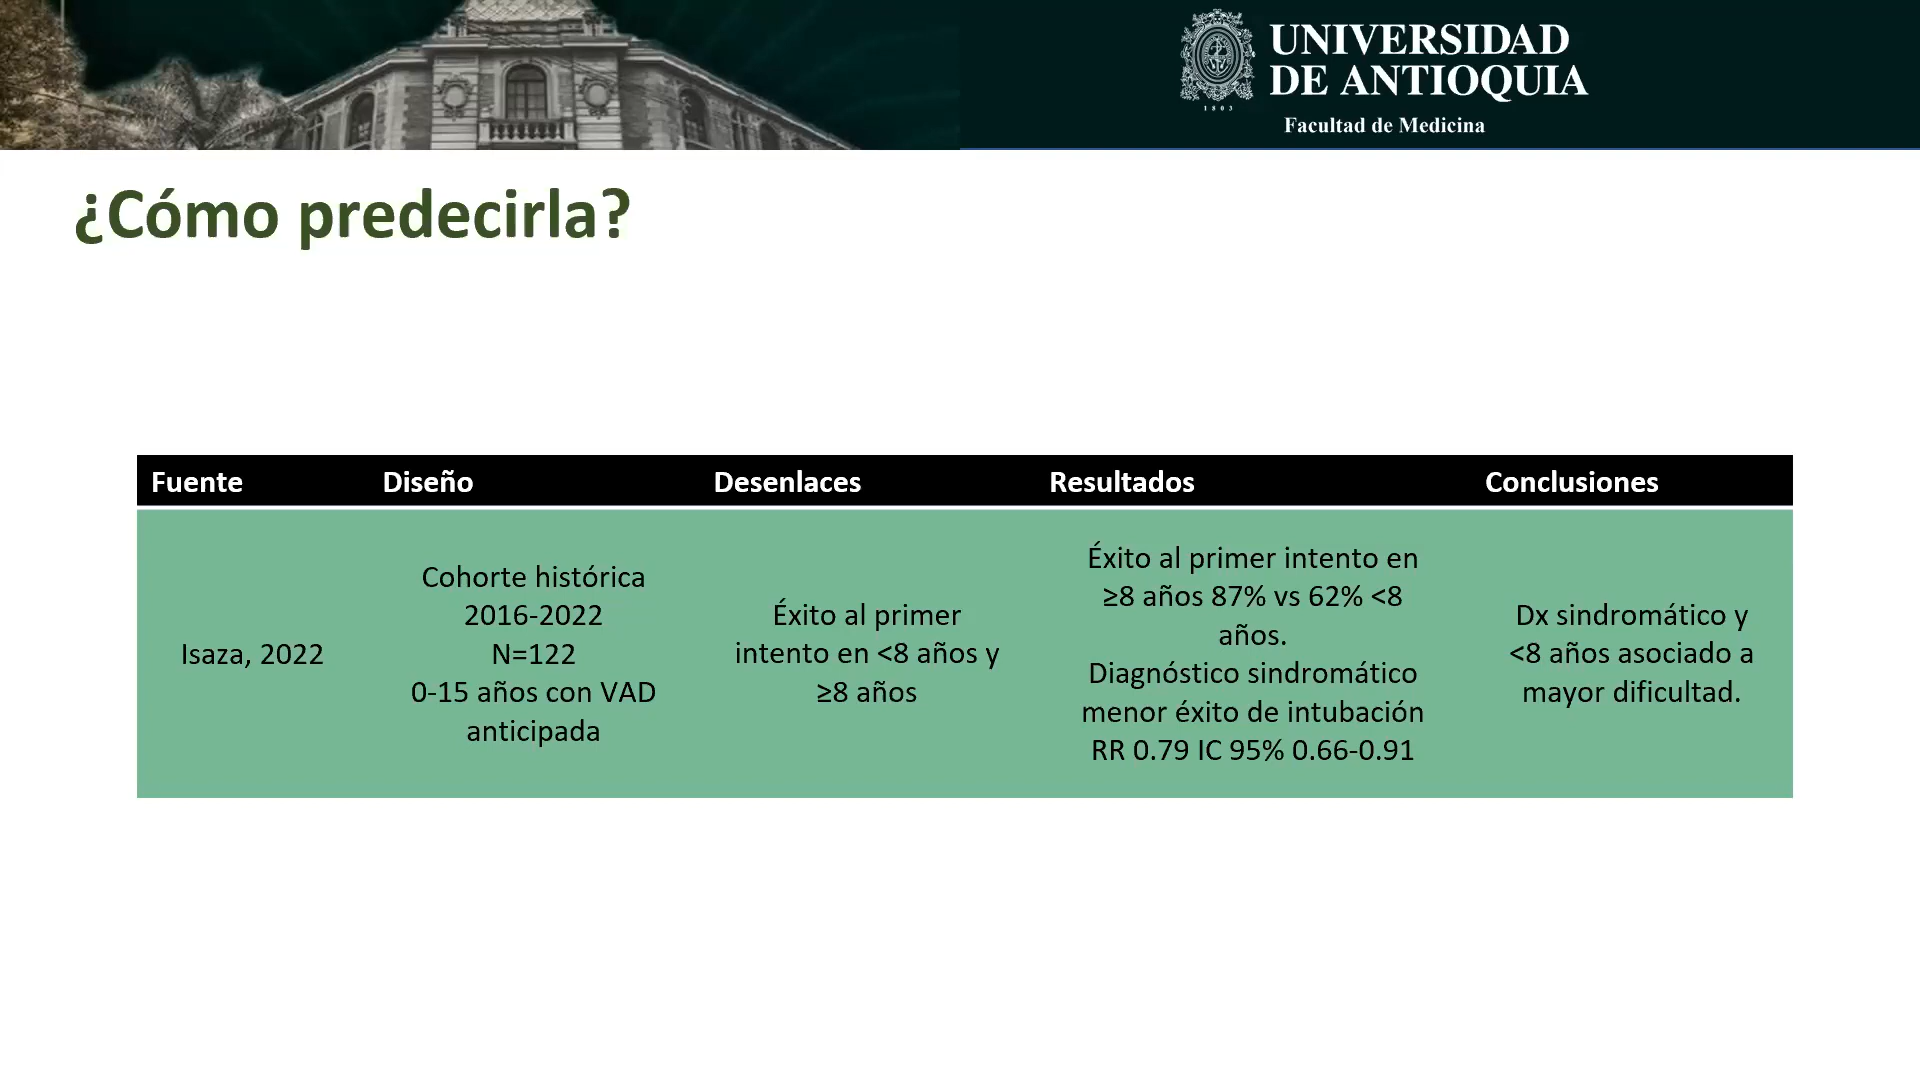 UNIVERSIDAD
DE ANTIOQUIA
1803
Facultad de Medicina
¿Cómo predecirla?
Fuente
Diseño
Desenlaces
Resultados
Conclusiones
Isaza, 2022
Cohorte histórica
2016-2022
N=122
0-15 años con VAD
anticipada
Éxito al primer
intento en <8 años y
≥8 años
Éxito al primer intento en
≥8 años 87% vs 62% <8
años.
Diagnóstico sindromático
menor éxito de intubación
RR 0.79 IC 95% 0.66-0.91
Dx sindromático y
<8 años asociado a
mayor dificultad.